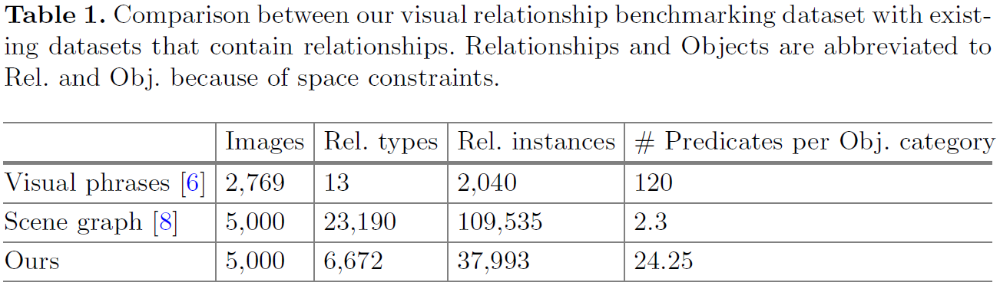 Table 1. Comparison between our visual relationship benchmarking dataset with exist-
ing datasets that contain relationships. Relationships and Objects are abbreviated to
Rel. and Obj. because of space constraints.
Images Rel. types Rel. instances # Predicates per Obj. category
Visual phrases [6] 2,769 13 2,040 120
Scene graph [8] 5,000 23,190 109,535 2.3
Ours 5,000 6,672 37,993 24.25